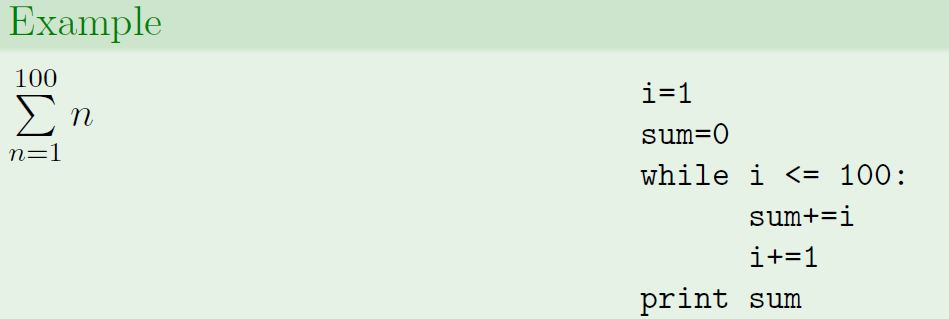 Example
100
∑ n
n=1
i=1
sum=0
while i <= 100:
sum+=i
i+=1
print sum